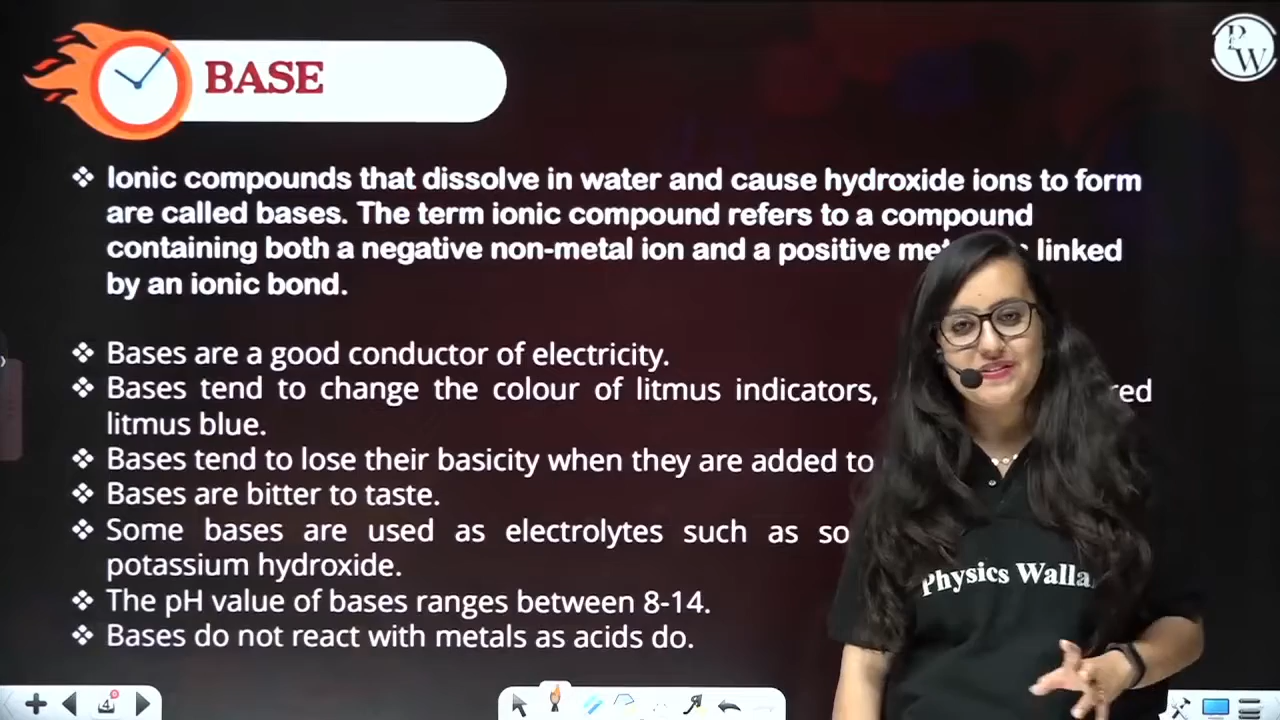 BASE
PW
❖ Ionic compounds that dissolve in water and cause hydroxide ions to form
are called bases. The term ionic compound refers to a compound
containing both a negative non-metal ion and a positive linked
by an ionic bond.
❖ Bases are a good conductor of electricity.
❖ Bases tend to change the colour of litmus indicators, red
litmus blue.
❖ Bases tend to lose their basicity when they are added to
❖ Bases are bitter to taste.
❖ Some bases are used as electrolytes such as
potassium hydroxide.
❖ The pH value of bases ranges between 8-14.
❖ Bases do not react with metals as acids do.
Physics Walla
4